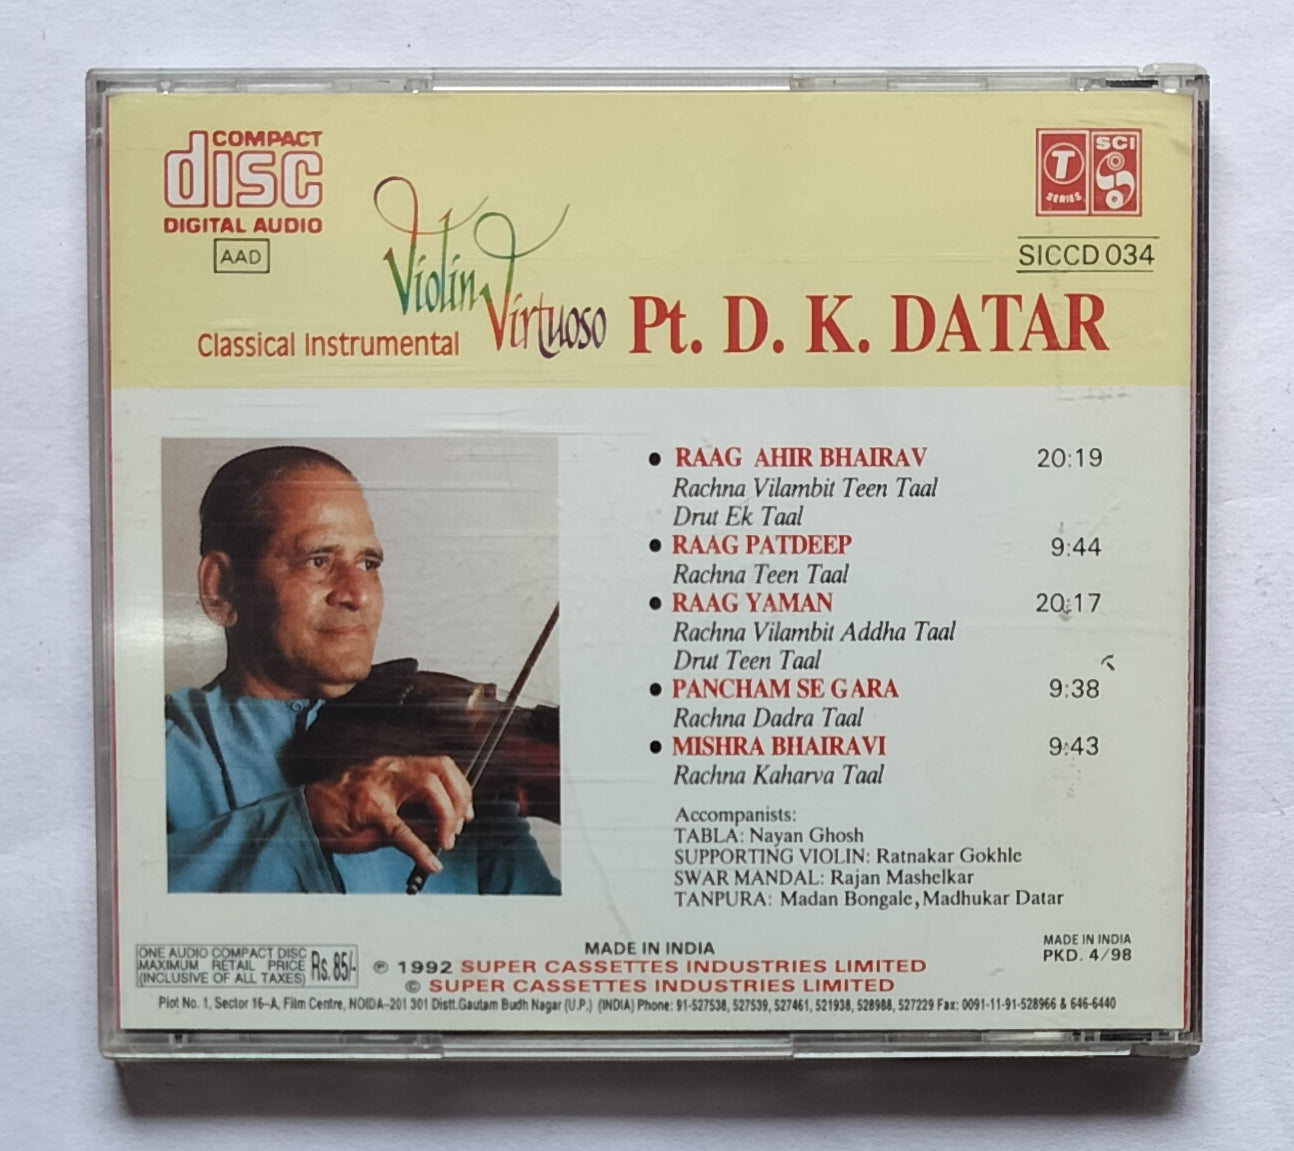 COMPACT
disc
DIGITAL AUDIO
AAD
T
SERIES
SCI
SICCD 034
Violin
Virtuoso
Classical Instrumental
Pt. D. K. DATAR
• RAAG AHIR BHAIRAV 20:19
Rachna Vilambit Teen Taal
Drut Ek Taal
• RAAG PATDEEP 9:44
Rachna Teen Taal
• RAAG YAMAN 20:17
Rachna Vilambit Addha Taal
Drut Teen Taal
• PANCHAM SE GARA 9:38
Rachna Dadra Taal
• MISHRA BHAIRAVI 9:43
Rachna Kaharva Taal
Accompanists:
TABLA: Nayan Ghosh
SUPPORTING VIOLIN: Ratnakar Gokhle
SWAR MANDAL: Rajan Mashelkar
TANPURA: Madan Bongale, Madhukar Datar
ONE AUDIO COMPACT DISC
MAXIMUM RETAIL PRICE Rs. 85/-
(INCLUSIVE OF ALL TAXES)
MADE IN INDIA
℗ 1992 SUPER CASSETTES INDUSTRIES LIMITED
© SUPER CASSETTES INDUSTRIES LIMITED
MADE IN INDIA
PKD. 4/98
Plot No. 1, Sector 16-A, Film Centre, NOIDA-201 301 Distt.Gautam Budh Nagar (U.P.) (INDIA) Phone: 91-527538, 527539, 527461, 521938, 528988, 527229 Fax: 0091-11-91-528966 & 646-6440